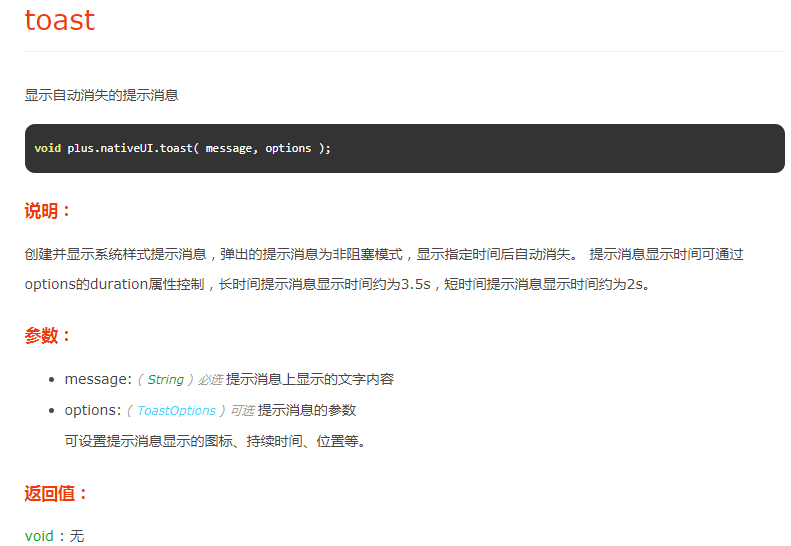 toast
显示自动消失的提示消息
void plus.nativeUI.toast( message, options );
说明：
创建并显示系统样式提示消息，弹出的提示消息为非阻塞模式，显示指定时间后自动消失。 提示消息显示时间可通过
options的duration属性控制，长时间提示消息显示时间约为3.5s，短时间提示消息显示时间约为2s。
参数：
• message: ( String ) 必选 提示消息上显示的文字内容
• options: ( ToastOptions ) 可选 提示消息的参数
可设置提示消息显示的图标、持续时间、位置等。
返回值：
void : 无